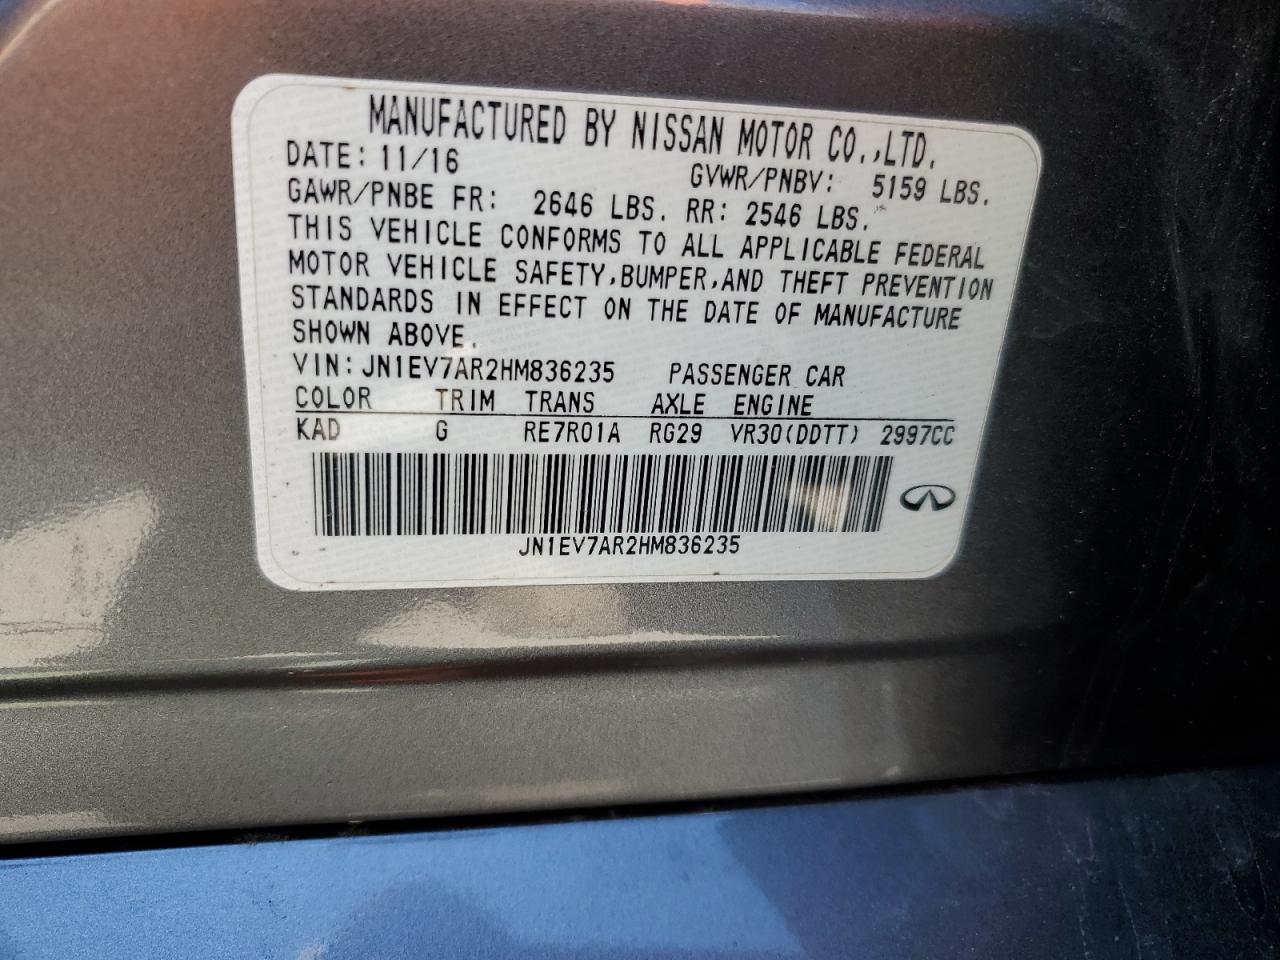 MANUFACTURED BY NISSAN MOTOR CO.,LTD.
DATE: 11/16 GVWR/PNBV: 5159 LBS.
GAWR/PNBE FR: 2646 LBS. RR: 2546 LBS.
THIS VEHICLE CONFORMS TO ALL APPLICABLE FEDERAL
MOTOR VEHICLE SAFETY,BUMPER,AND THEFT PREVENTION
STANDARDS IN EFFECT ON THE DATE OF MANUFACTURE
SHOWN ABOVE.
VIN:JN1EV7AR2HM836235 PASSENGER CAR
COLOR TRIM TRANS AXLE ENGINE
KAD G RE7R01A RG29 VR30(DDTT) 2997CC
JN1EV7AR2HM836235